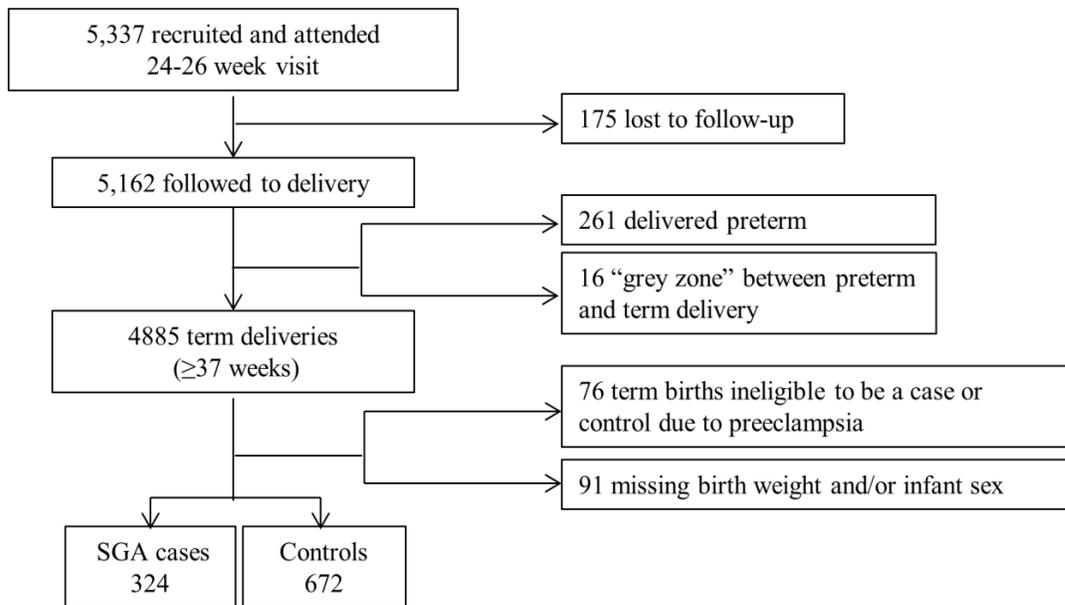 5,337 recruited and attended
24-26 week visit
175 lost to follow-up
5,162 followed to delivery
261 delivered preterm
16 “grey zone” between preterm
and term delivery
4885 term deliveries
(≥37 weeks)
76 term births ineligible to be a case or
control due to preeclampsia
91 missing birth weight and/or infant sex
SGA cases
324
Controls
672